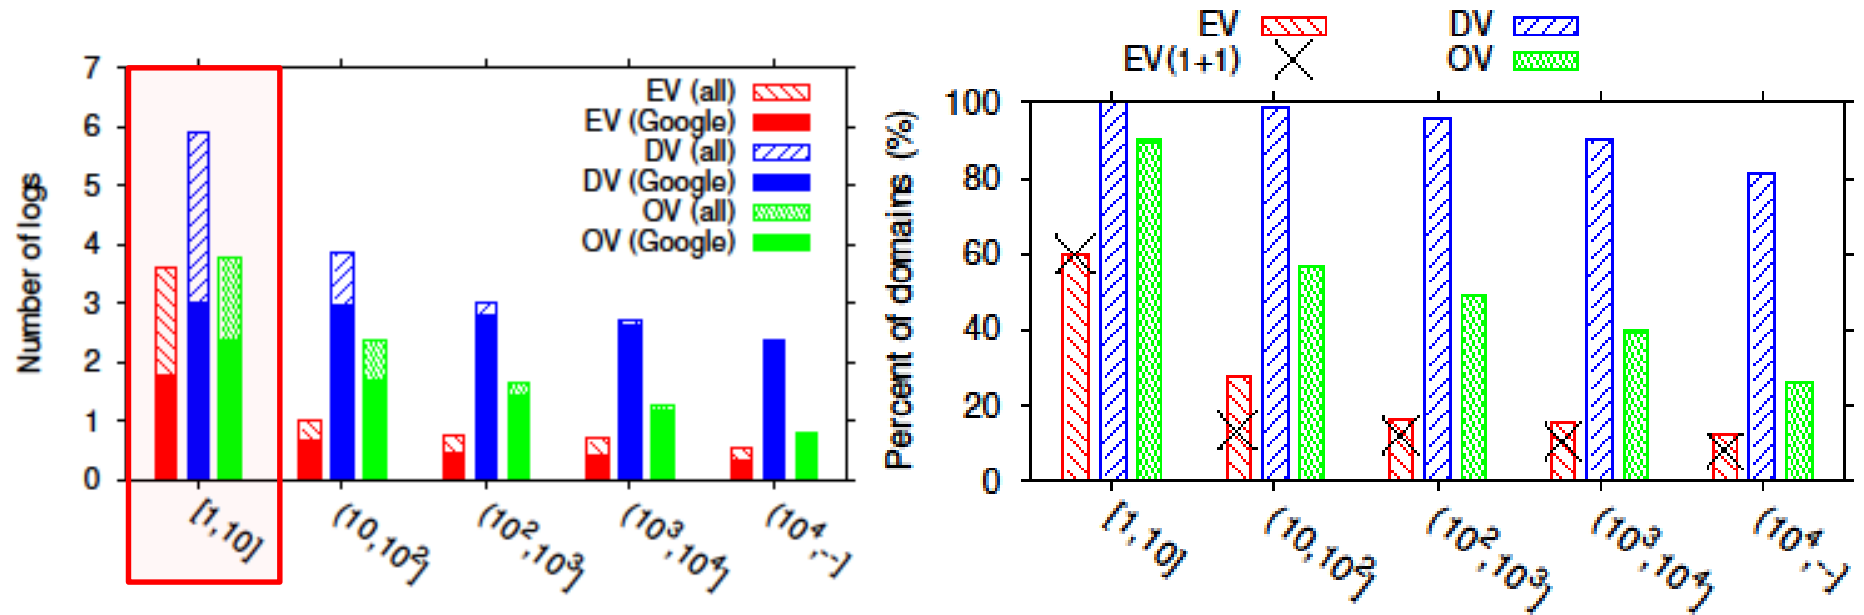 Number of logs
7
6
5
4
3
2
1
0
EV (all)
EV (Google)
DV (all)
DV (Google)
OV (all)
OV (Google)
[1,10]
(10,10²]
(10²,10³]
(10³,10⁴]
(10⁴,--]
EV
EV(1+1)
DV
OV
Percent of domains (%)
100
80
60
40
20
0
[1,10]
(10,10²]
(10²,10³]
(10³,10⁴]
(10⁴,--]